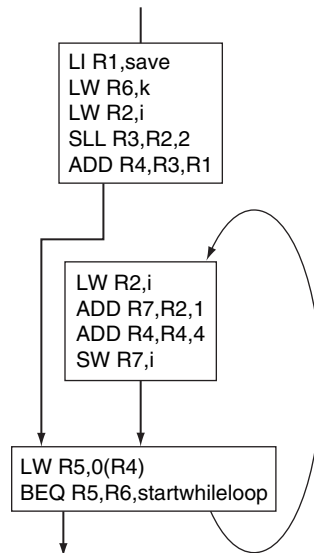 LI R1,save
LW R6,k
LW R2,i
SLL R3,R2,2
ADD R4,R3,R1
LW R2,i
ADD R7,R2,1
ADD R4,R4,4
SW R7,i
LW R5,0(R4)
BEQ R5,R6,startwhileloop